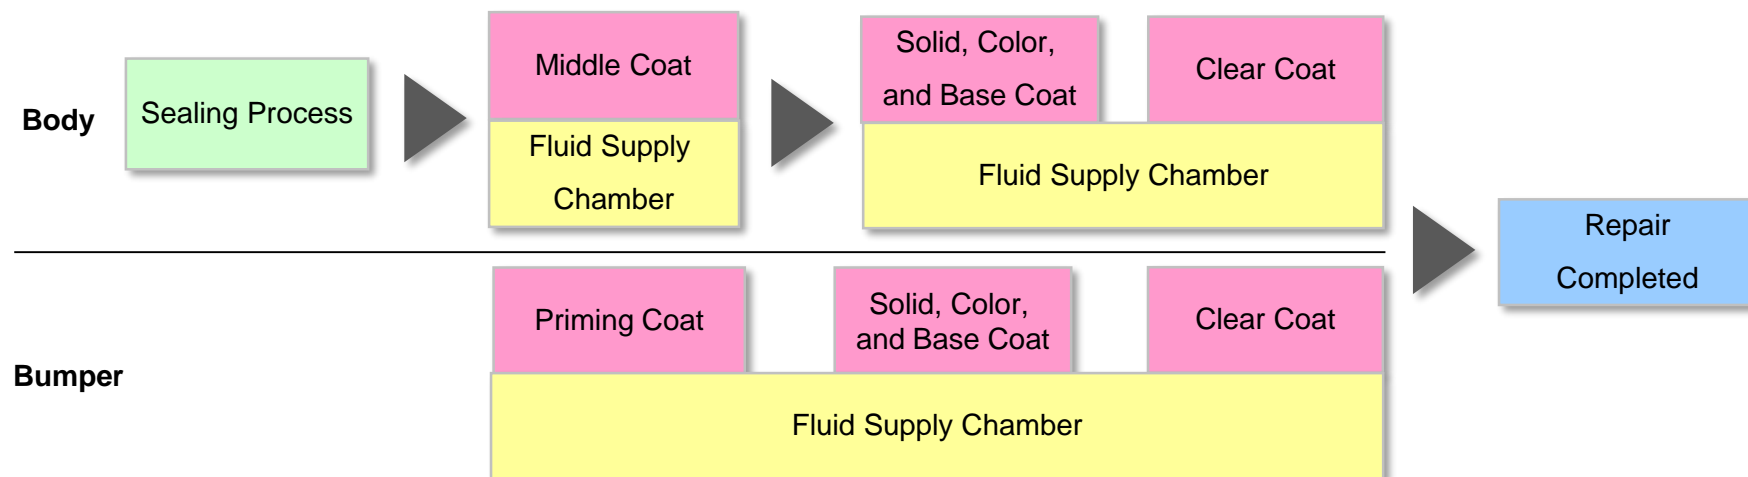 Body
Sealing Process
Middle Coat
Fluid Supply
Chamber
Solid, Color,
and Base Coat
Clear Coat
Fluid Supply Chamber
Repair
Completed
Bumper
Priming Coat
Solid, Color,
and Base Coat
Clear Coat
Fluid Supply Chamber